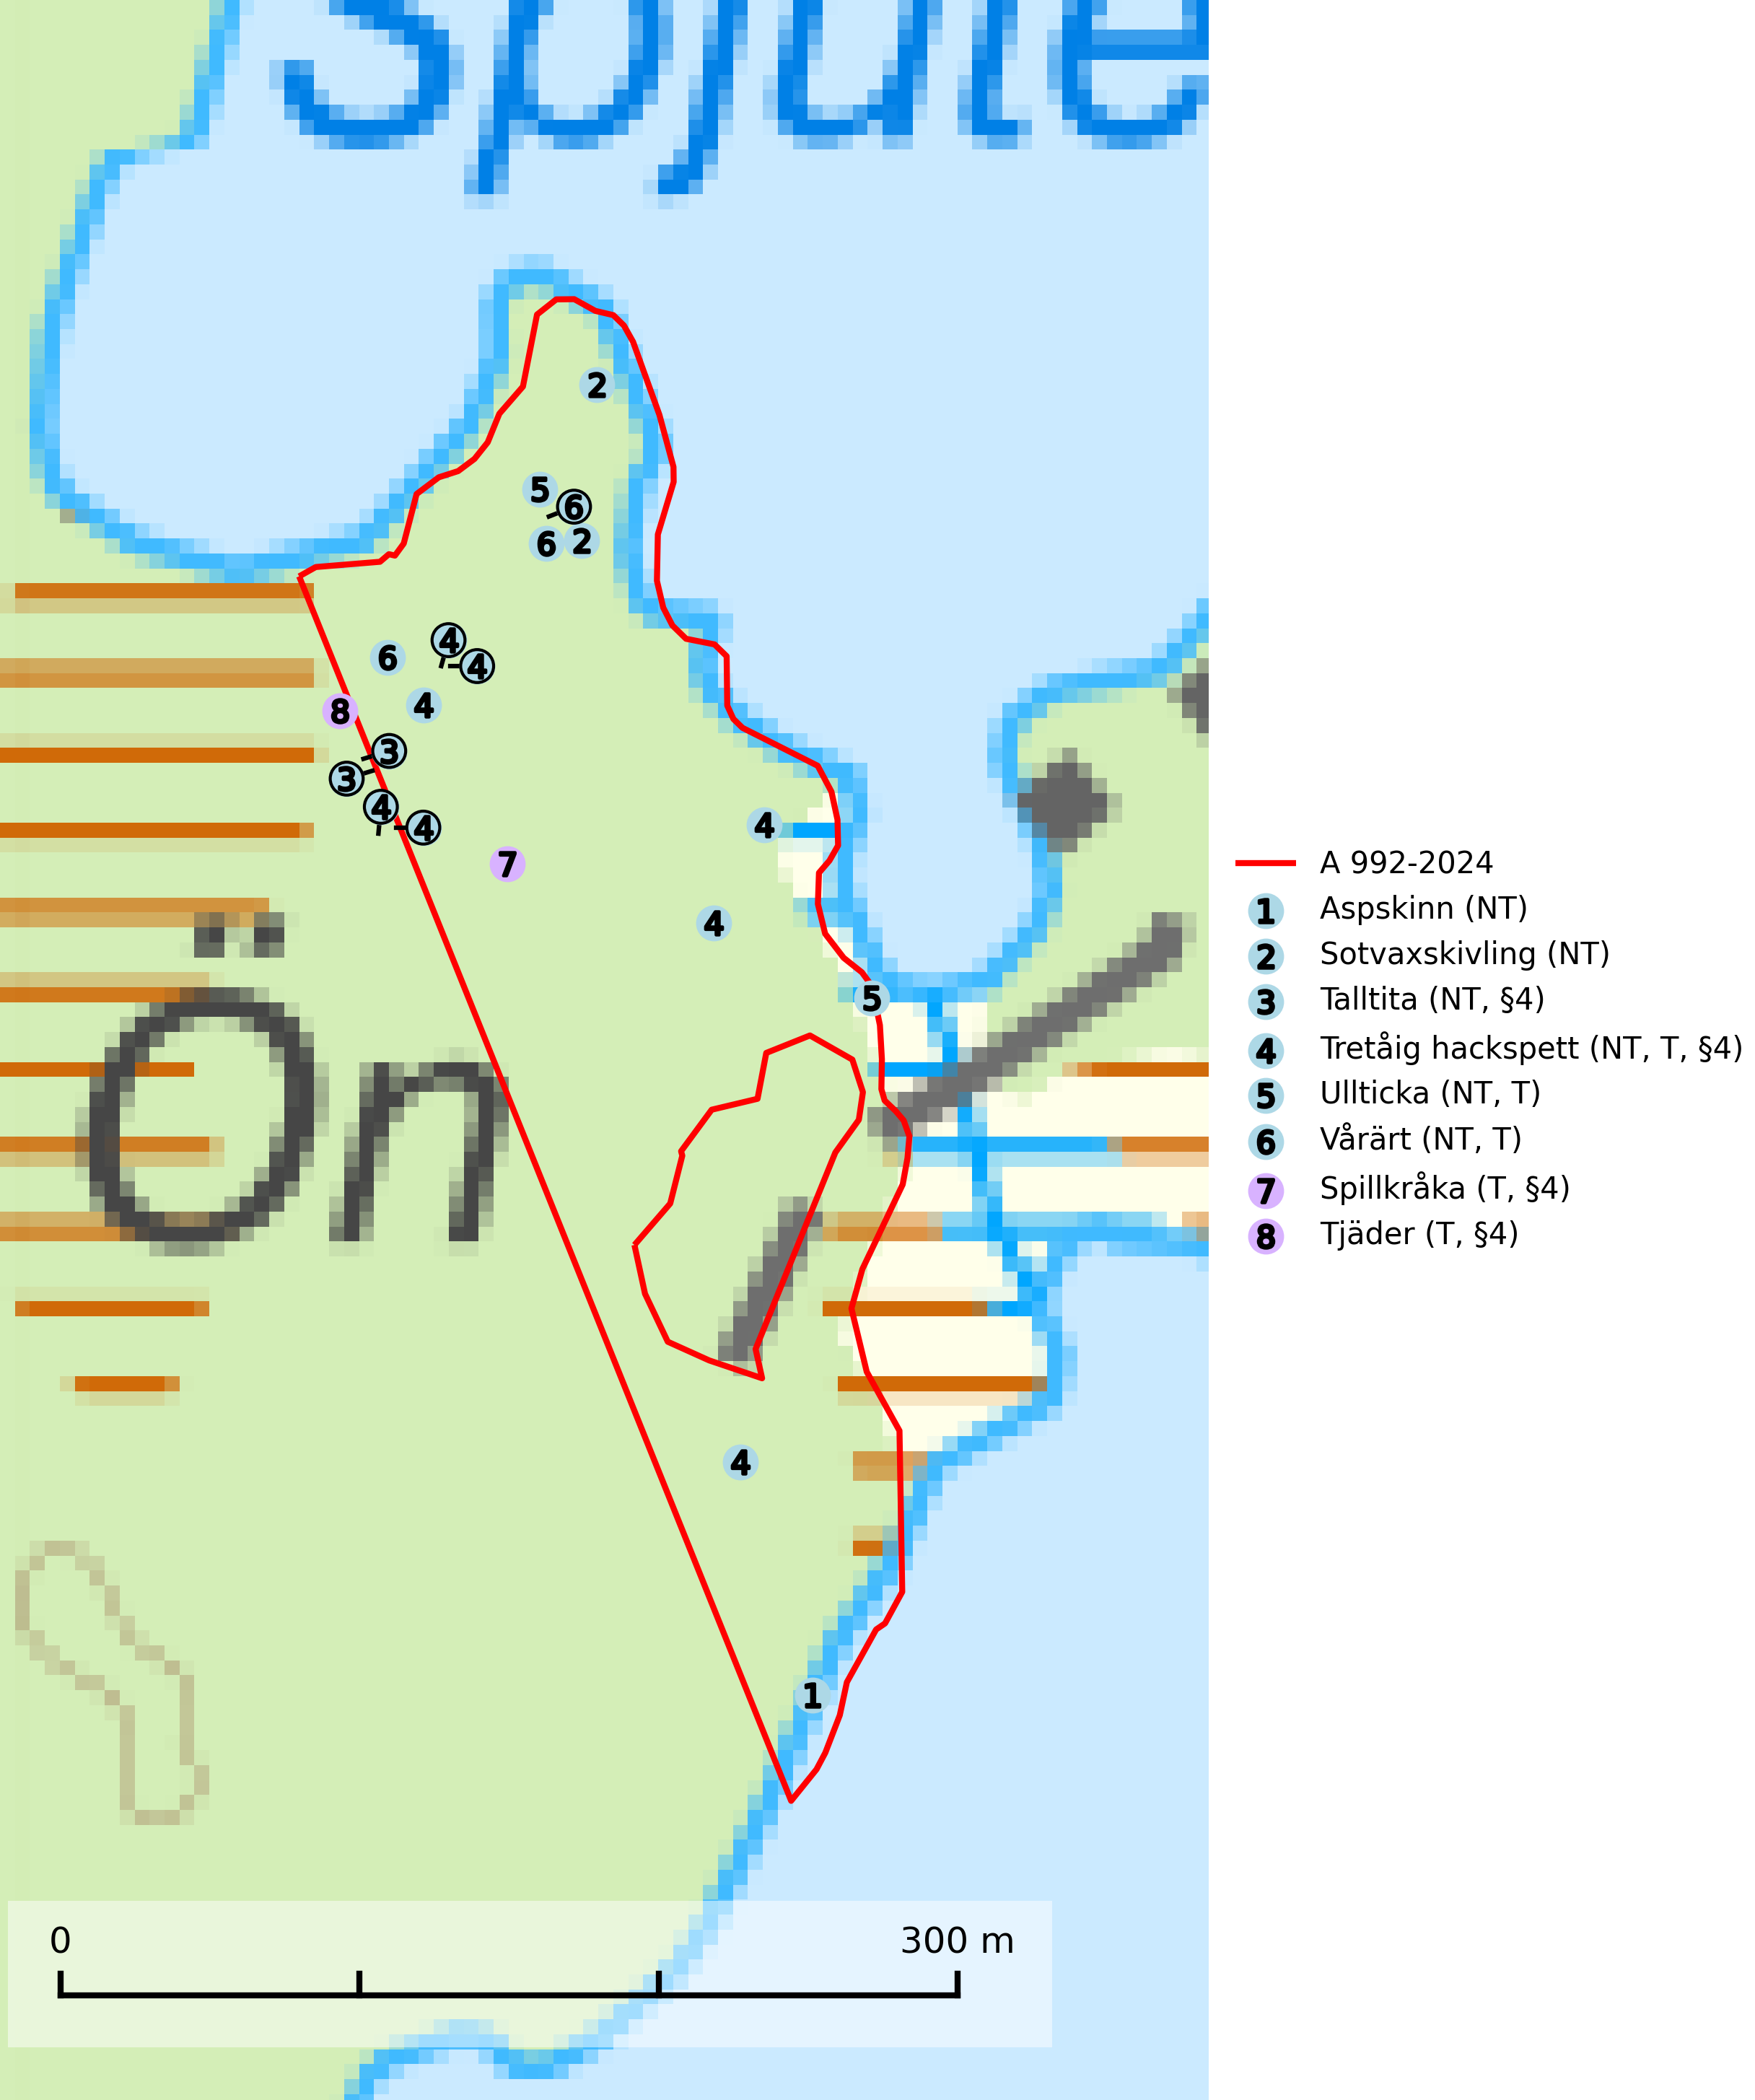 spjute
2
5
6
6
2
4
4
6
4
8
3
3
4
4
4
7
4
5
Ön
4
1
0
300 m
A 992-2024
1 Aspskinn (NT)
2 Sotvaxskivling (NT)
3 Talltita (NT, §4)
4 Tretåig hackspett (NT, T, §4)
5 Ullticka (NT, T)
6 Vårärt (NT, T)
7 Spillkråka (T, §4)
8 Tjäder (T, §4)